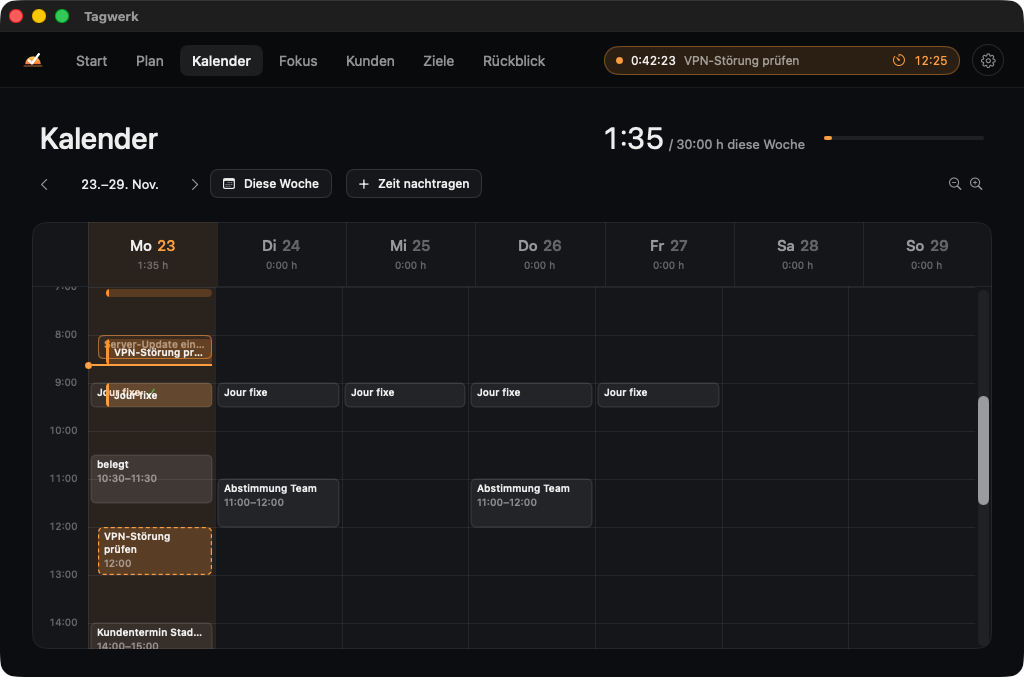 Tagwerk
Start Plan Kalender Fokus Kunden Ziele Rückblick
0:42:23 VPN-Störung prüfen 12:25
Kalender
1:35 / 30:00 h diese Woche
23.–29. Nov. Diese Woche + Zeit nachtragen
Mo 23 Di 24 Mi 25 Do 26 Fr 27 Sa 28 So 29
1:35 h 0:00 h 0:00 h 0:00 h 0:00 h 0:00 h 0:00 h
7:00
8:00
Server-Update ein...
VPN-Störung pr...
9:00
Jour fixe ✓
Jour fixe
Jour fixe Jour fixe Jour fixe Jour fixe
10:00
belegt
10:30–11:30
11:00
Abstimmung Team Abstimmung Team
11:00–12:00 11:00–12:00
12:00
VPN-Störung
prüfen
12:00
13:00
14:00
Kundentermin Stad...
14:00–15:00